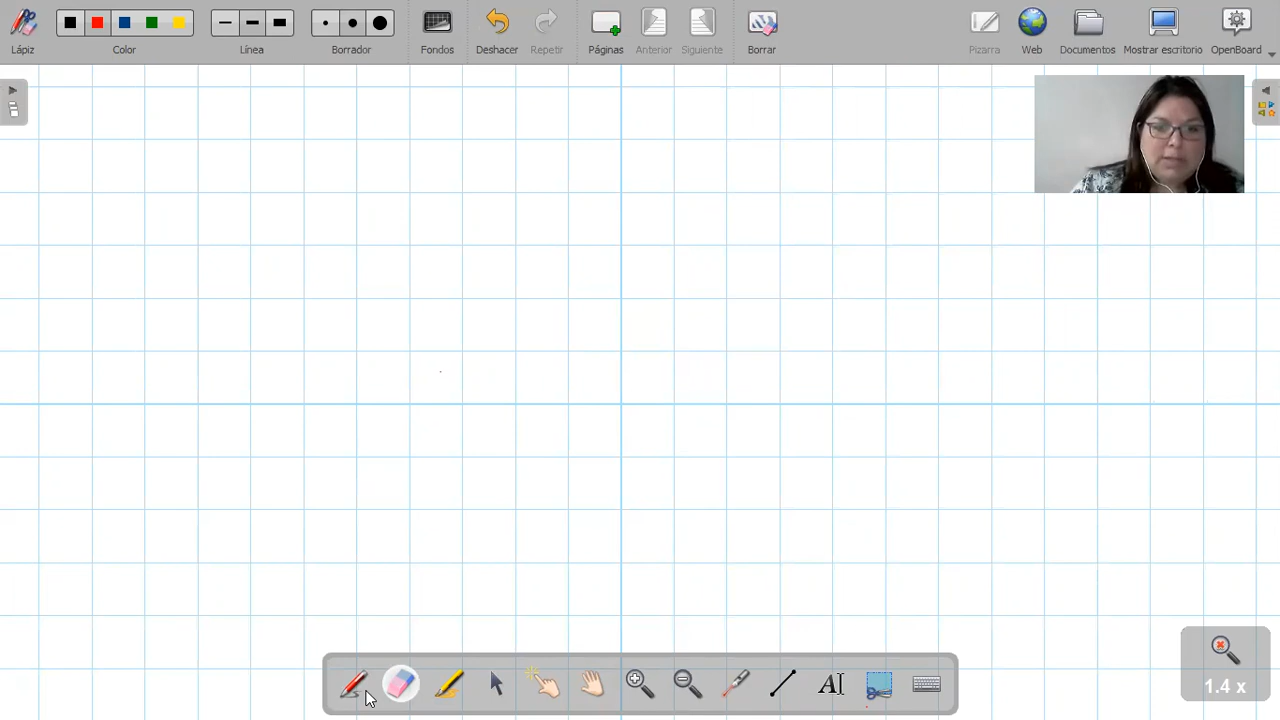 Lápiz Color Línea Borrador Fondos Deshacer Repetir Páginas Anterior Siguiente Borrar Pizarra Web Documentos Mostrar escritorio OpenBoard
AI
1.4 x